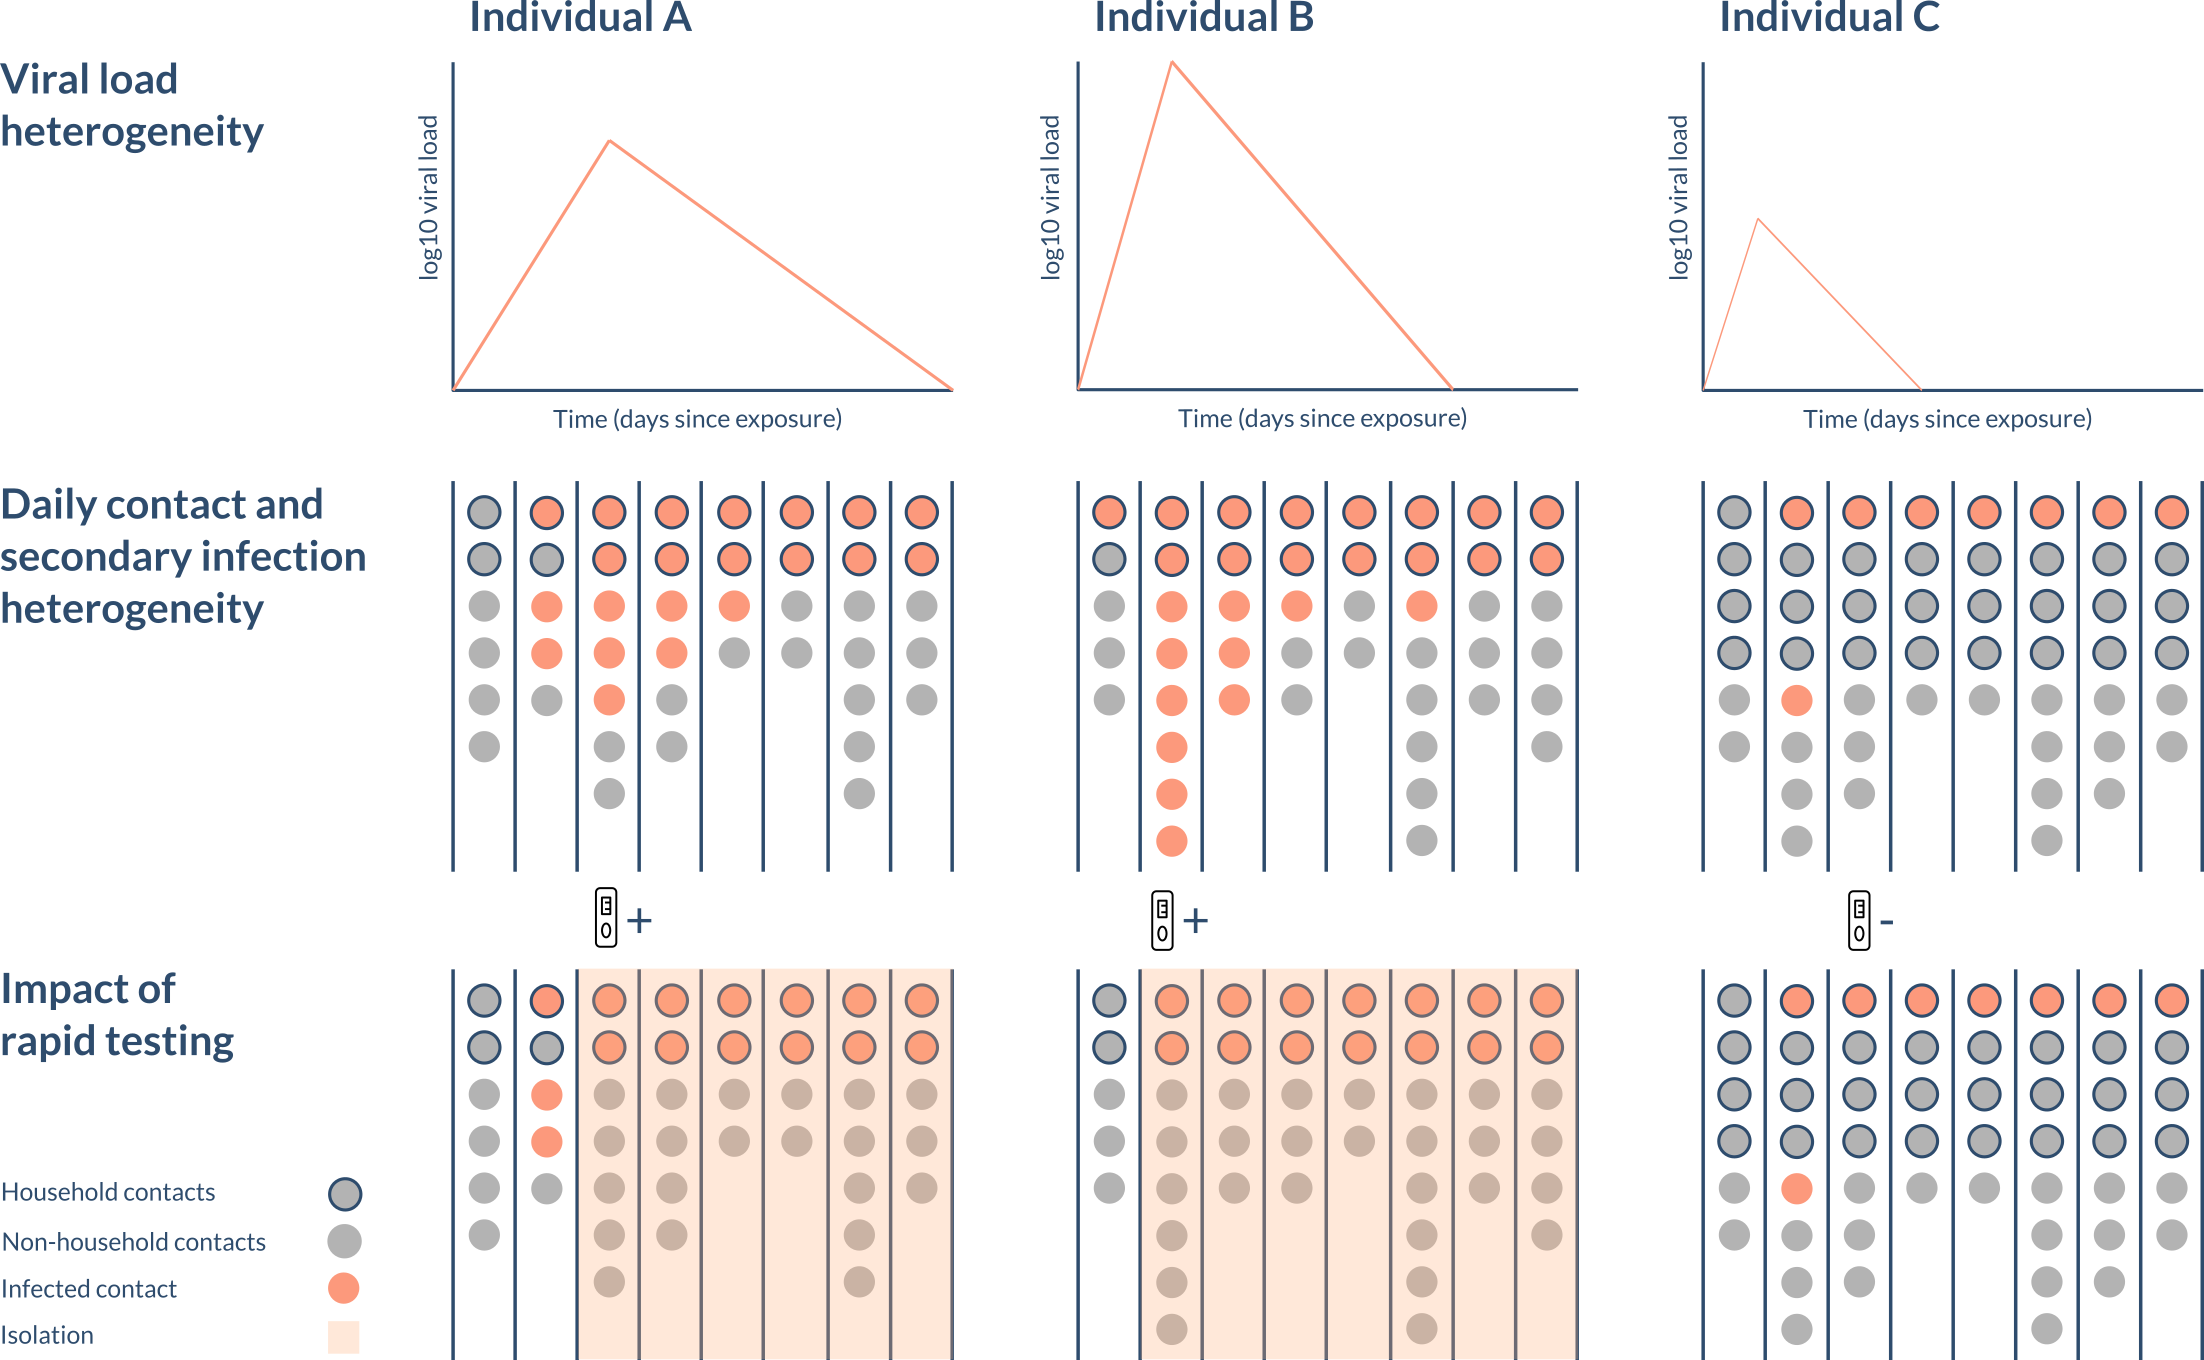 Individual A
Individual B
Individual C
Viral load
heterogeneity
log10 viral load
log10 viral load
log10 viral load
Time (days since exposure)
Time (days since exposure)
Time (days since exposure)
Daily contact and
secondary infection
heterogeneity
+
+
-
Impact of
rapid testing
Household contacts
Non-household contacts
Infected contact
Isolation